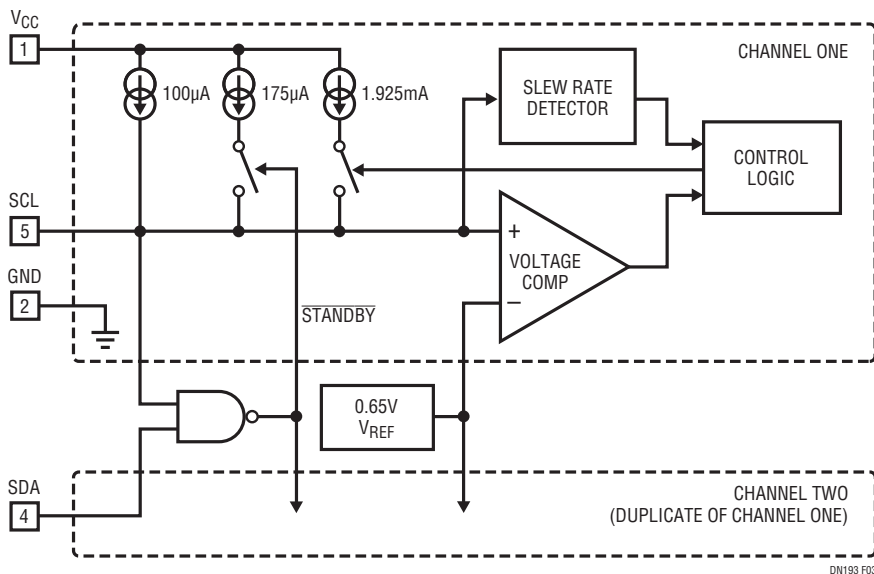 VCC
1
CHANNEL ONE
100µA
175µA
1.925mA
SLEW RATE
DETECTOR
CONTROL
LOGIC
SCL
5
+
VOLTAGE
COMP
–
GND
2
STANDBY
0.65V
VREF
SDA
4
CHANNEL TWO
(DUPLICATE OF CHANNEL ONE)
DN193 F03